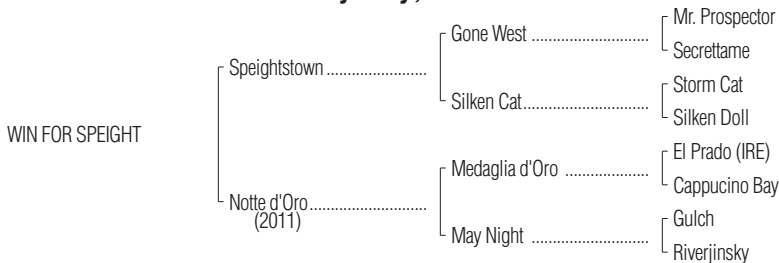 Mr. Prospector
Gone West
Secrettame
Speightstown
Storm Cat
Silken Cat
Silken Doll
WIN FOR SPEIGHT
El Prado (IRE)
Medaglia d'Oro
Cappucino Bay
Notte d'Oro
(2011)
Gulch
May Night
Riverjinsky